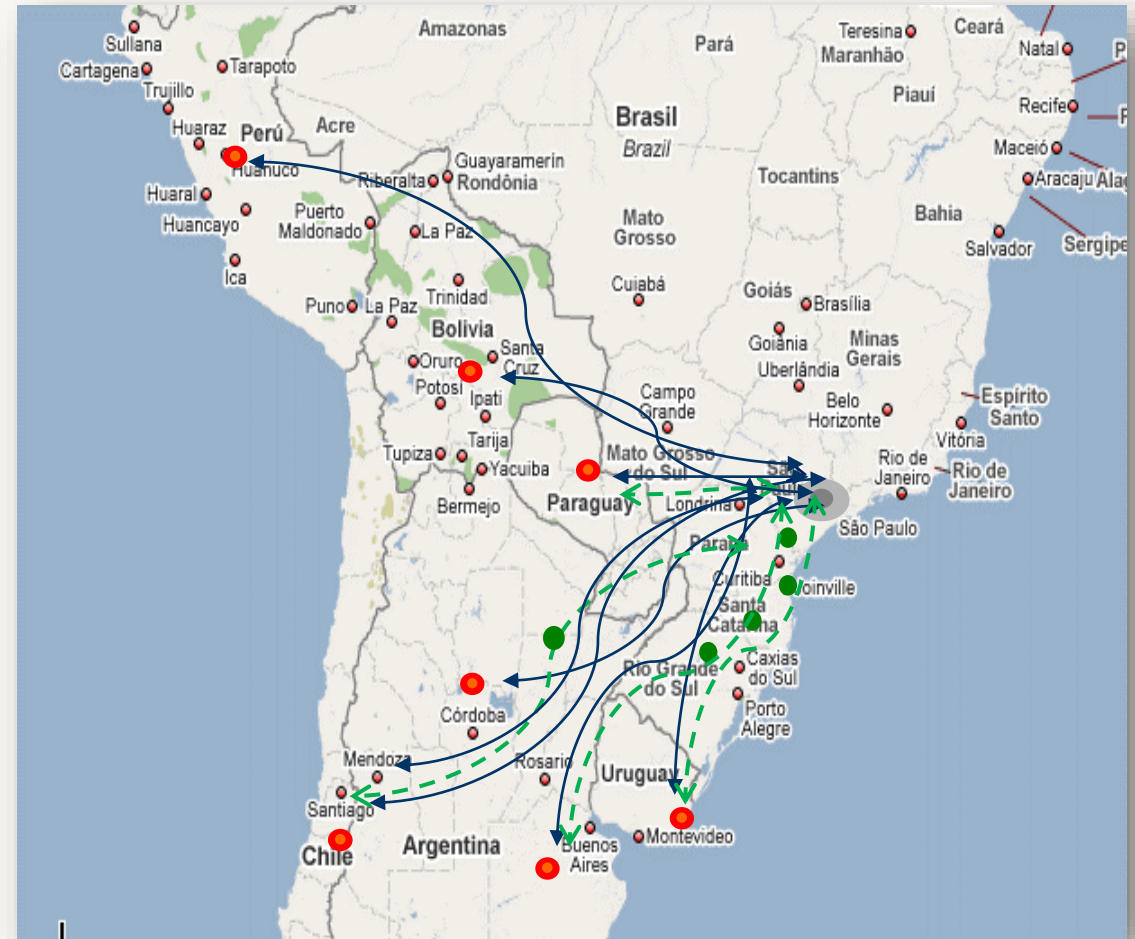 Sullana
Cartagena
Tarapoto
Trujillo
Huaraz
Perú
Acre
Huanuco
Huaral
Huancayo
Ica
Puerto
Maldonado
Riberalta
Guayaramerin
Rondônia
La Paz
Puno
La Paz
Trinidad
Bolivia
Oruro
Santa
Cruz
Potosí
Ipati
Tarija
Tupiza
Yacuiba
Bermejo
Amazonas
Pará
Brasil
Brazil
Mato
Grosso
Cuiabá
Tocantins
Teresina
Maranhão
Ceará
Natal
Piauí
Recife
Maceió
Aracaju
Bahia
Salvador
Sergipe
Goiás
Brasília
Goiânia
Minas
Gerais
Uberlândia
Belo
Horizonte
Espírito
Santo
Vitória
Rio de
Janeiro
Rio de
Janeiro
Campo
Grande
Mato Grosso
do Sul
Paraguay
Londrina
São Paulo
Curitiba
Santa
Catarina
Caxias
do Sul
Rio Grande
do Sul
Porto
Alegre
Córdoba
Mendoza
Santiago
Chile
Rosario
Argentina
Uruguay
Buenos
Aires
Montevideo